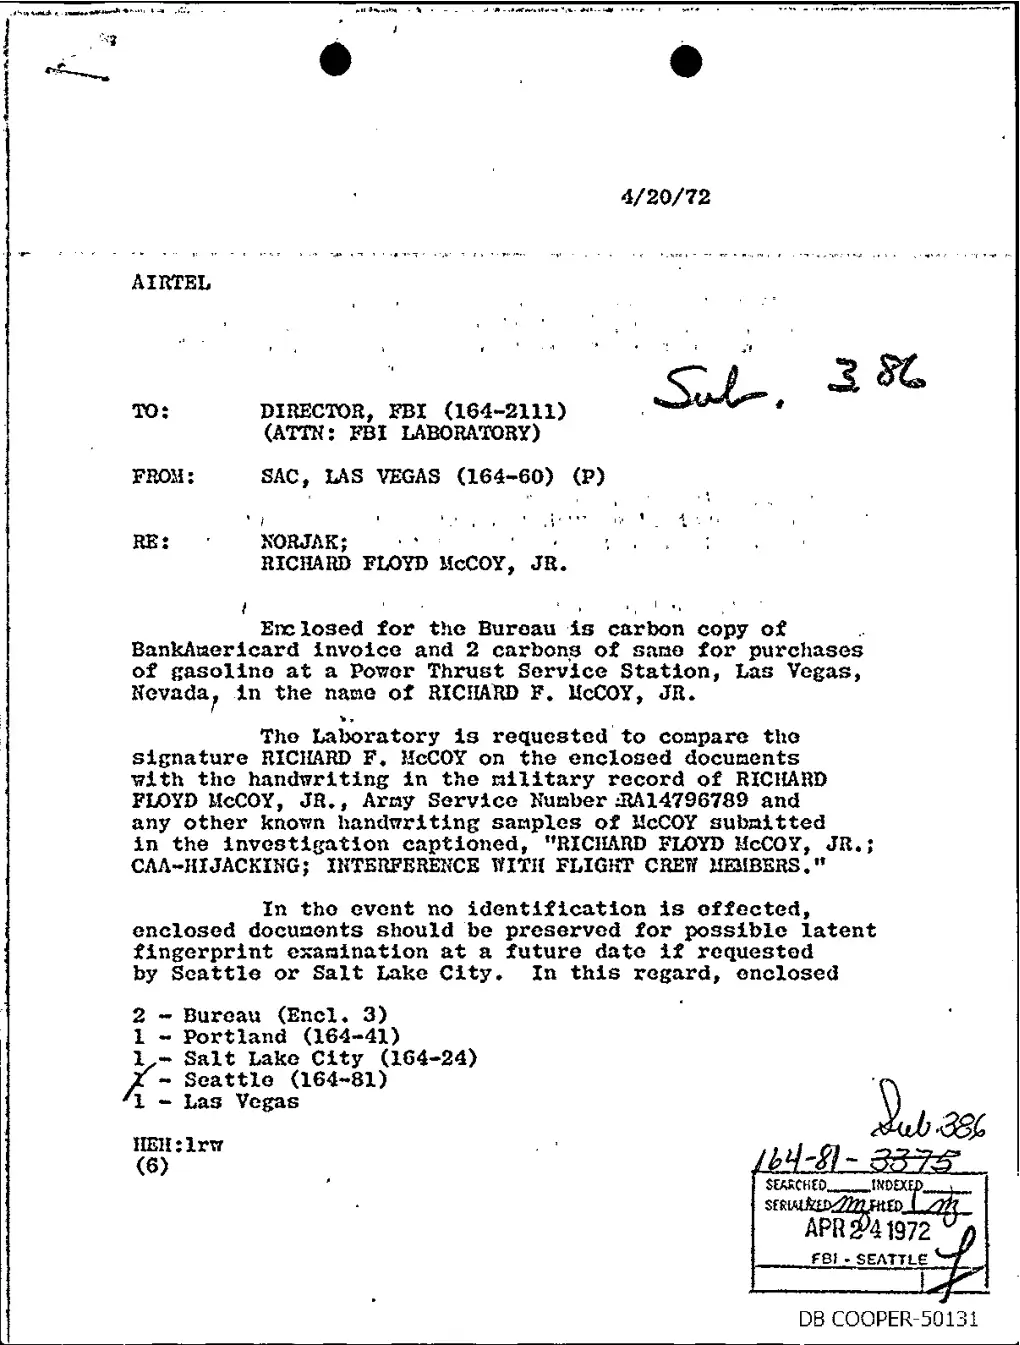 4/20/72
AIRTEL
Sub. 386
TO: DIRECTOR, FBI (164-2111)
(ATTN: FBI LABORATORY)
FROM: SAC, LAS VEGAS (164-60) (P)
RE: NORJAK;
RICHARD FLOYD McCOY, JR.
Enclosed for the Bureau is carbon copy of
BankAmericard invoice and 2 carbons of same for purchases
of gasoline at a Power Thrust Service Station, Las Vegas,
Nevada, in the name of RICHARD F. McCOY, JR.
The Laboratory is requested to compare the
signature RICHARD F. McCOY on the enclosed documents
with the handwriting in the military record of RICHARD
FLOYD McCOY, JR., Army Service Number RA14796789 and
any other known handwriting samples of McCOY submitted
in the investigation captioned, "RICHARD FLOYD McCOY, JR.;
CAA-HIJACKING; INTERFERENCE WITH FLIGHT CREW MEMBERS."
In the event no identification is effected,
enclosed documents should be preserved for possible latent
fingerprint examination at a future date if requested
by Seattle or Salt Lake City. In this regard, enclosed
2 - Bureau (Encl. 3)
1 - Portland (164-41)
1 - Salt Lake City (164-24)
1 - Seattle (164-81)
1 - Las Vegas
HEH:lrw
(6)
Sub.386
164-81-3375
SEARCHED INDEXED
SERIALIZED FILED
APR 24 1972
FBI - SEATTLE
DB COOPER-50131